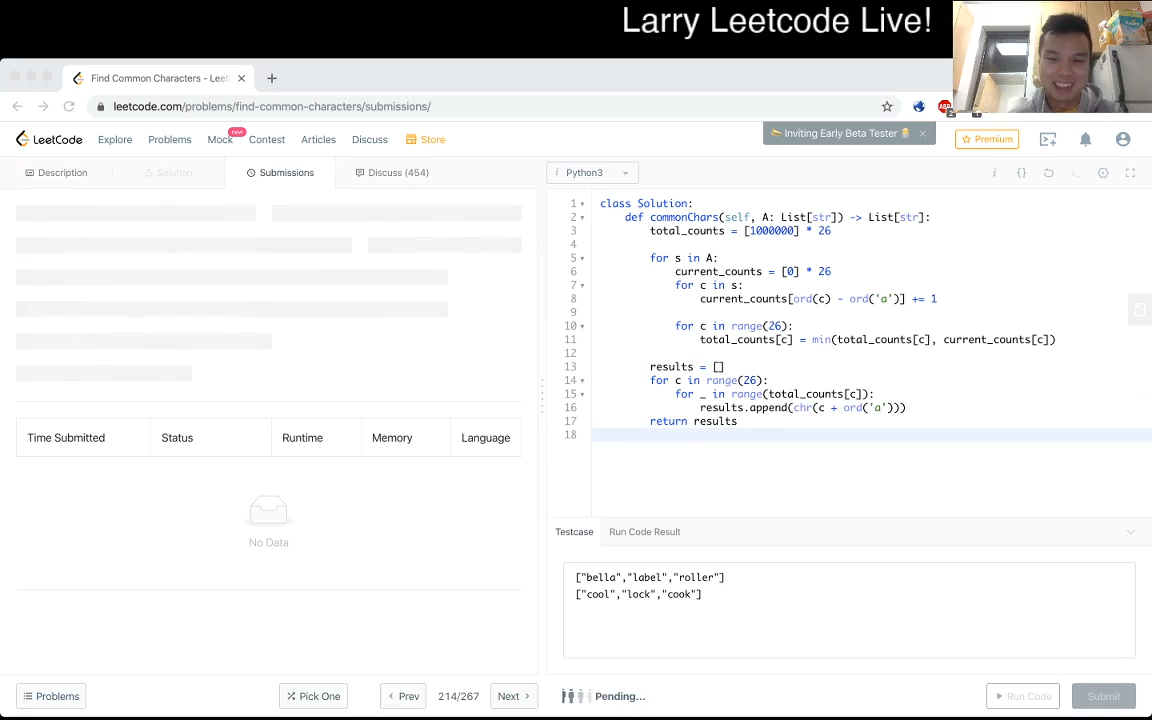 Larry Leetcode Live!
Find Common Characters - Leet
leetcode.com/problems/find-common-characters/submissions/
LeetCode Explore Problems Mock new Contest Articles Discuss Store
Inviting Early Beta Tester
Premium
Description Solution Submissions Discuss (454)
i Python3
i {}
1 class Solution:
2 def commonChars(self, A: List[str]) -> List[str]:
3 total_counts = [1000000] * 26
4
5 for s in A:
6 current_counts = [0] * 26
7 for c in s:
8 current_counts[ord(c) - ord('a')] += 1
9
10 for c in range(26):
11 total_counts[c] = min(total_counts[c], current_counts[c])
12
13 results = []
14 for c in range(26):
15 for _ in range(total_counts[c]):
16 results.append(chr(c + ord('a')))
17 return results
18
Time Submitted Status Runtime Memory Language
No Data
Testcase Run Code Result
["bella","label","roller"]
["cool","lock","cook"]
Problems Pick One Prev 214/267 Next Pending... Run Code Submit